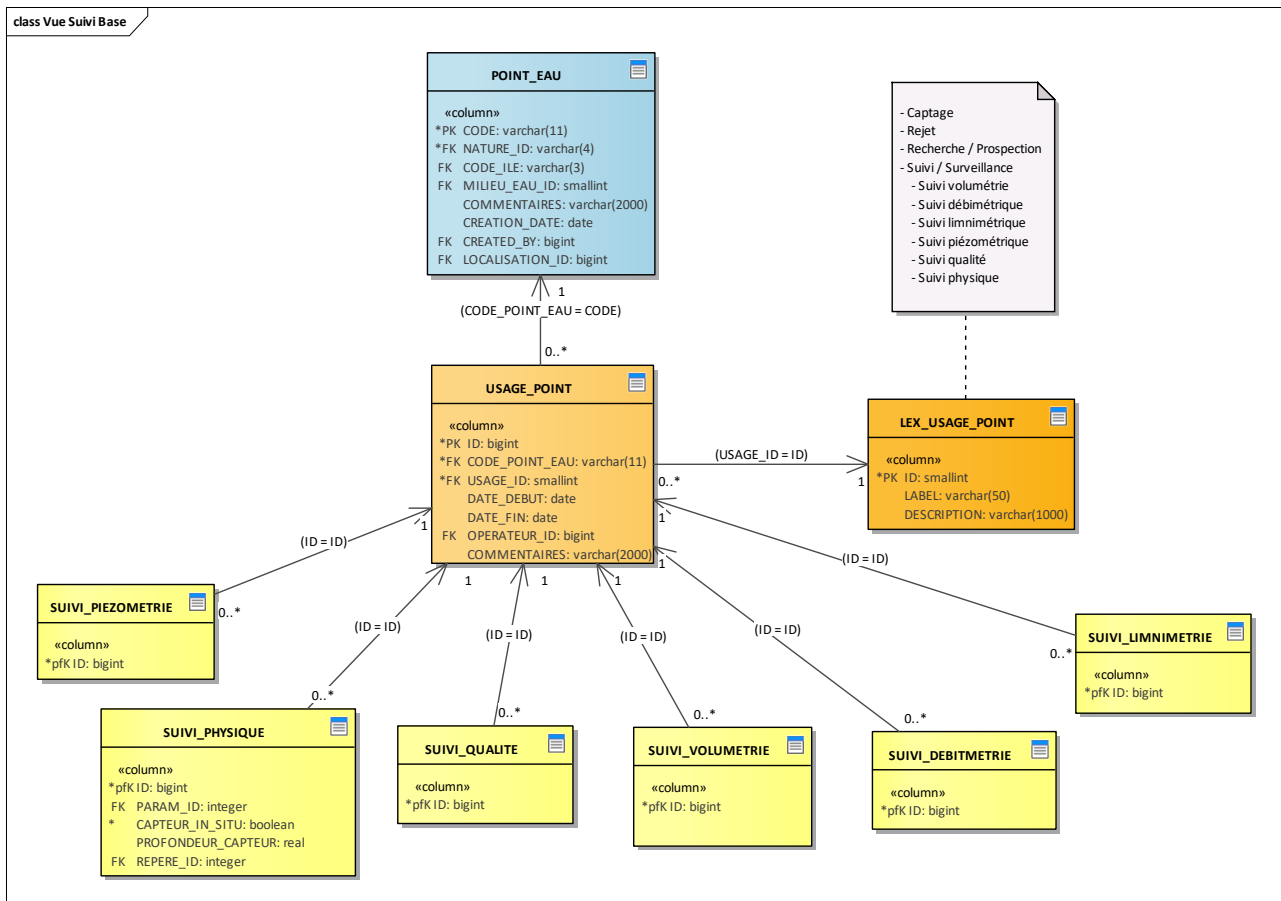 class Vue Suivi Base
POINT_EAU
«column»
*PK CODE: varchar(11)
*FK NATURE_ID: varchar(4)
FK CODE_ILE: varchar(3)
FK MILIEU_EAU_ID: smallint
COMMENTAIRES: varchar(2000)
CREATION_DATE: date
FK CREATED_BY: bigint
FK LOCALISATION_ID: bigint
- Captage
- Rejet
- Recherche / Prospection
- Suivi / Surveillance
- Suivi volumétrie
- Suivi débimétrique
- Suivi limnimétrique
- Suivi piézométrique
- Suivi qualité
- Suivi physique
1
(CODE_POINT_EAU = CODE)
0..*
USAGE_POINT
«column»
*PK ID: bigint
*FK CODE_POINT_EAU: varchar(11)
*FK USAGE_ID: smallint
DATE_DEBUT: date
DATE_FIN: date
FK OPERATEUR_ID: bigint
COMMENTAIRES: varchar(2000)
(USAGE_ID = ID)
0..*
1
LEX_USAGE_POINT
«column»
*PK ID: smallint
LABEL: varchar(50)
DESCRIPTION: varchar(1000)
1
(ID = ID)
0..*
SUIVI_PIEZOMETRIE
«column»
*pfK ID: bigint
1
(ID = ID)
0..*
SUIVI_PHYSIQUE
«column»
*pfK ID: bigint
FK PARAM_ID: integer
* CAPTEUR_IN_SITU: boolean
PROFONDEUR_CAPTEUR: real
FK REPERE_ID: integer
1
(ID = ID)
0..*
SUIVI_QUALITE
«column»
*pfK ID: bigint
1
(ID = ID)
0..*
SUIVI_VOLUMETRIE
«column»
*pfK ID: bigint
1
(ID = ID)
0..*
SUIVI_DEBITMETRIE
«column»
*pfK ID: bigint
1
(ID = ID)
0..*
SUIVI_LIMNIMETRIE
«column»
*pfK ID: bigint